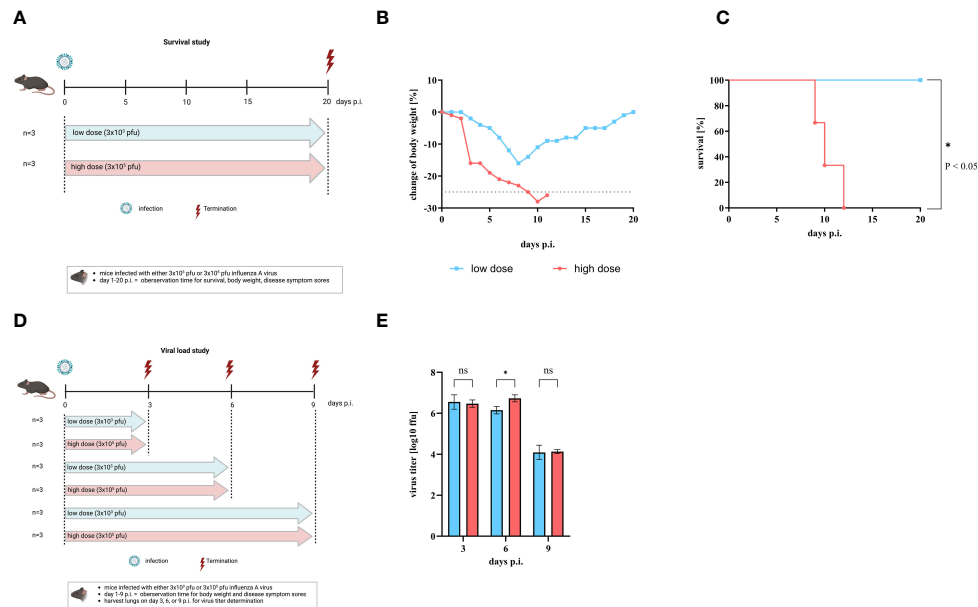 A
Survival study
0
5
5
10
15
20
days p.i.
n=3
low dose (3x10³ pfu)
n=3
high dose (3x10⁵ pfu)
infection
Termination
• mice infected with either 3x10³ pfu or 3x10⁵ pfu influenza A virus
• day 1-20 p.i. = oberservation time for survival, body weight, disease symptom sores
B
change of body weight [%]
10
0
-10
-20
-30
0
5
10
15
20
days p.i.
low dose
high dose
C
survival [%]
100
80
60
40
20
0
0
10
20
days p.i.
*
P < 0.05
D
Viral load study
0
3
6
9
days p.i.
n=3
low dose (3x10³ pfu)
n=3
high dose (3x10⁵ pfu)
n=3
low dose (3x10³ pfu)
n=3
high dose (3x10⁵ pfu)
n=3
low dose (3x10³ pfu)
n=3
high dose (3x10⁵ pfu)
infection
Termination
• mice infected with either 3x10³ pfu or 3x10⁵ pfu influenza A virus
• day 1-9 p.i. = oberservation time for body weight and disease symptom sores
• harvest lungs on day 3, 6, or 9 p.i. for virus titer determination
E
virus titer [log10 ffu]
8
6
4
2
0
ns
*
ns
3
6
9
days p.i.